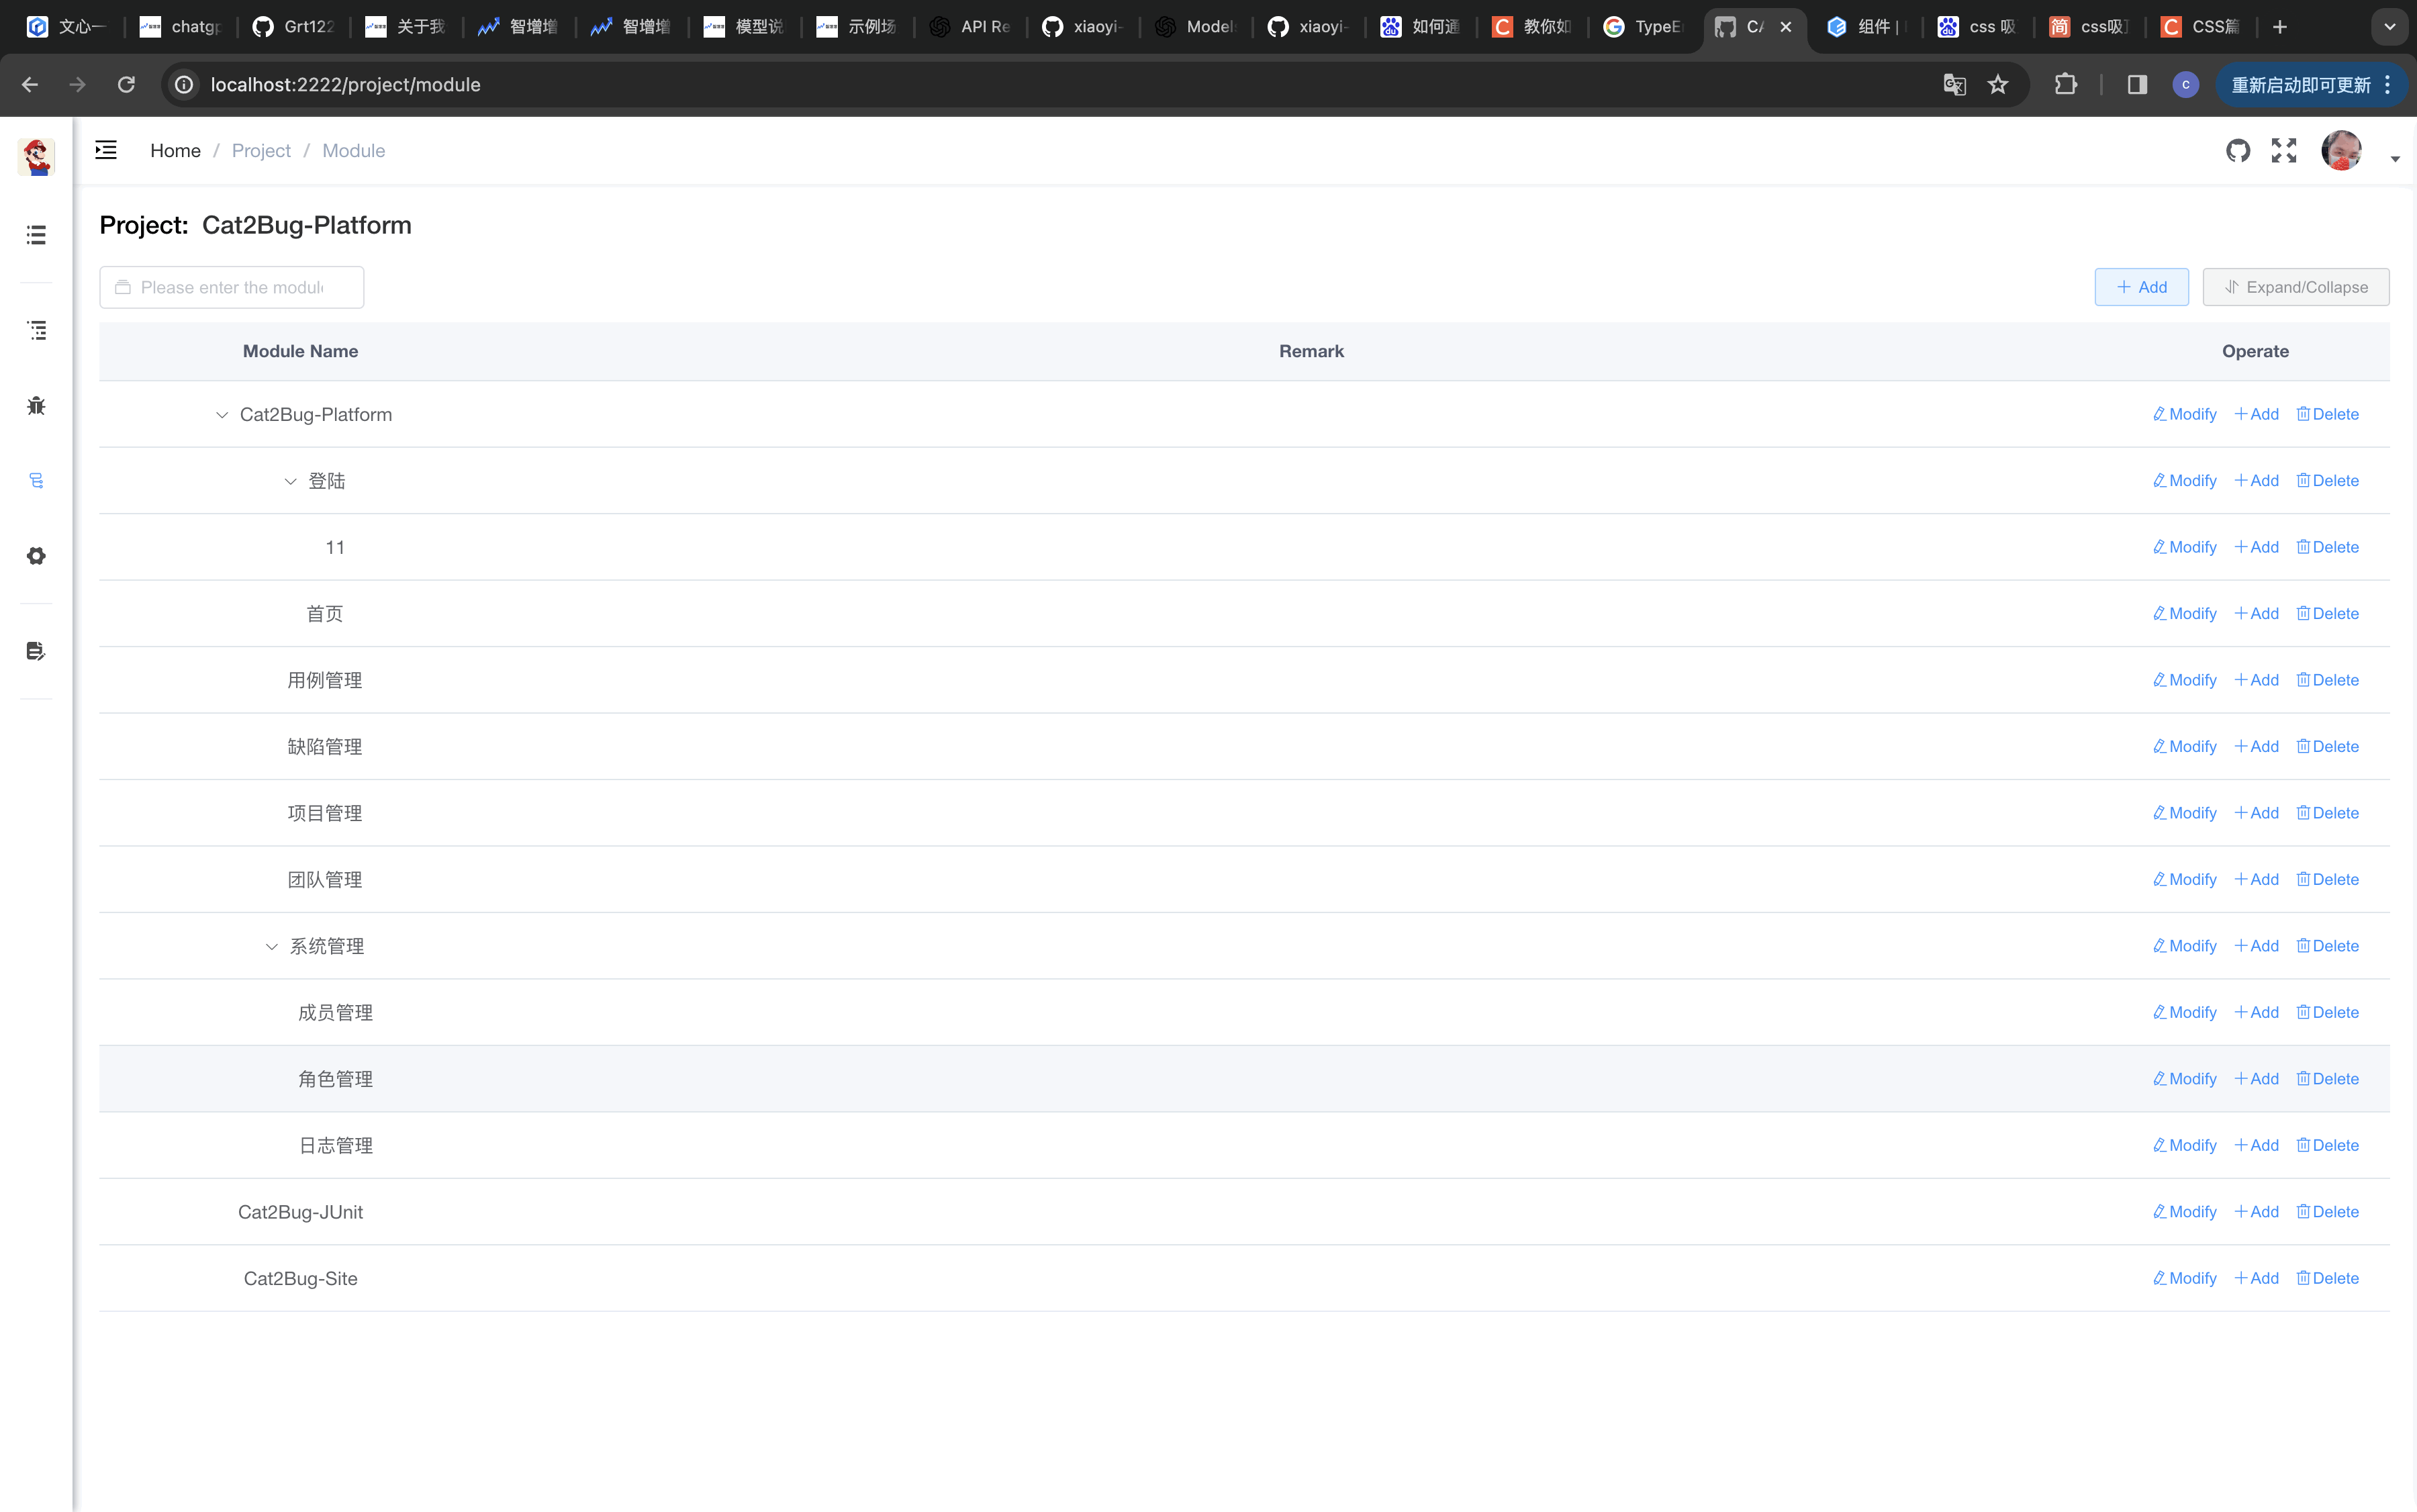 文心一 chatgp Grt122 关于我 智增增 智增增 模型说 示例场 API Re xiaoyi- Model xiaoyi- 如何通 教你如 TypeE CA 组件 | css 吸 简 css吸 CSS篇
localhost:2222/project/module c 重新启动即可更新
Home / Project / Module
Project: Cat2Bug-Platform
Please enter the modul Add Expand/Collapse
Module Name Remark Operate
Cat2Bug-Platform Modify Add Delete
登陆 Modify Add Delete
11 Modify Add Delete
首页 Modify Add Delete
用例管理 Modify Add Delete
缺陷管理 Modify Add Delete
项目管理 Modify Add Delete
团队管理 Modify Add Delete
系统管理 Modify Add Delete
成员管理 Modify Add Delete
角色管理 Modify Add Delete
日志管理 Modify Add Delete
Cat2Bug-JUnit Modify Add Delete
Cat2Bug-Site Modify Add Delete